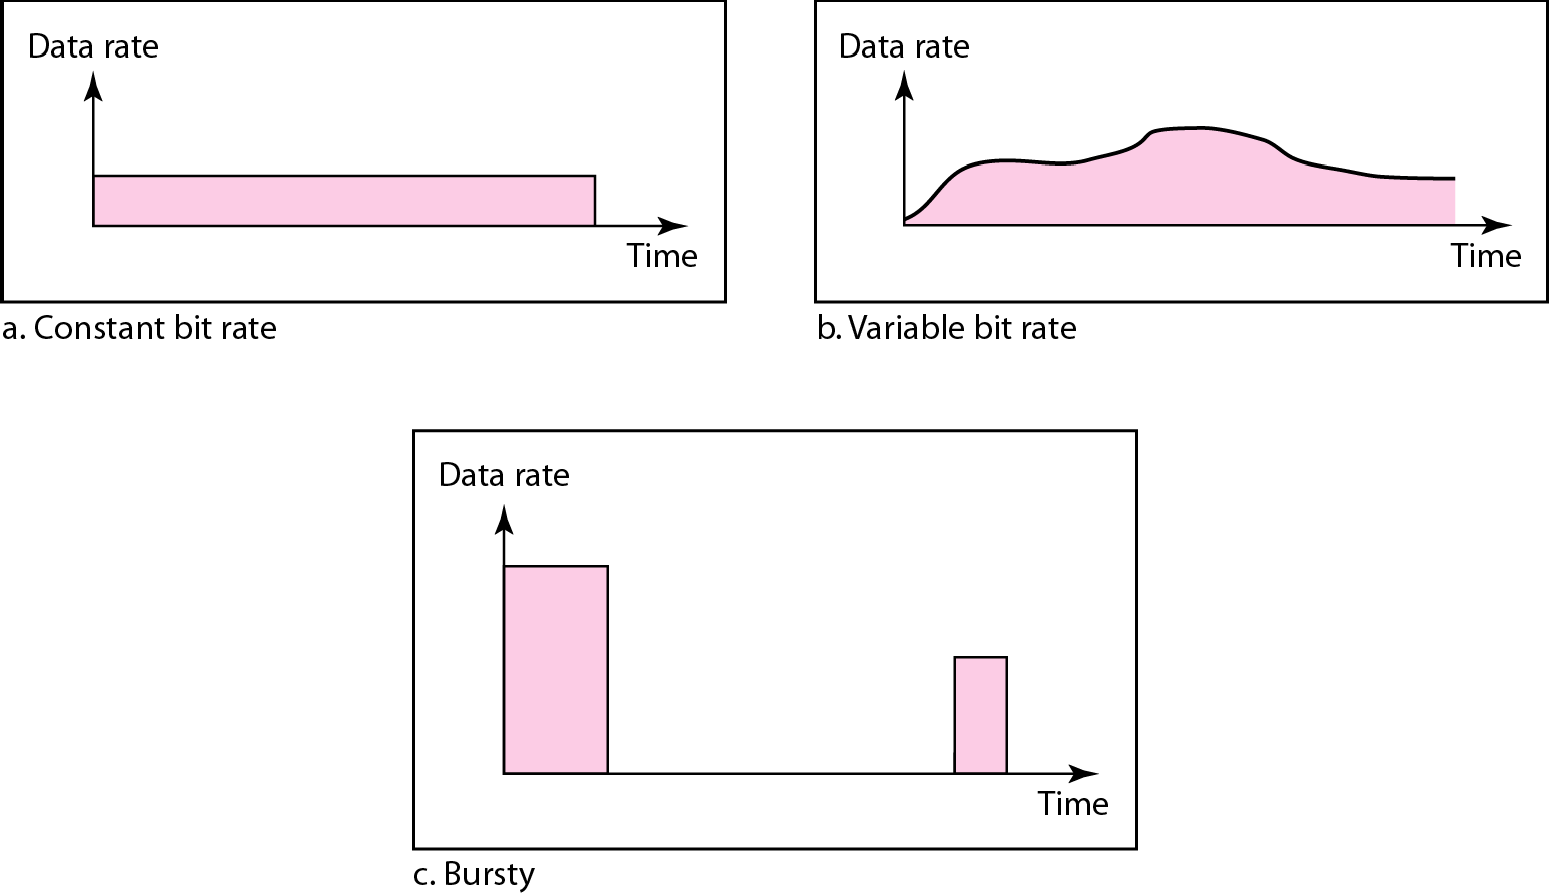 Data rate
Time
a. Constant bit rate
Data rate
Time
b. Variable bit rate
Data rate
Time
c. Bursty